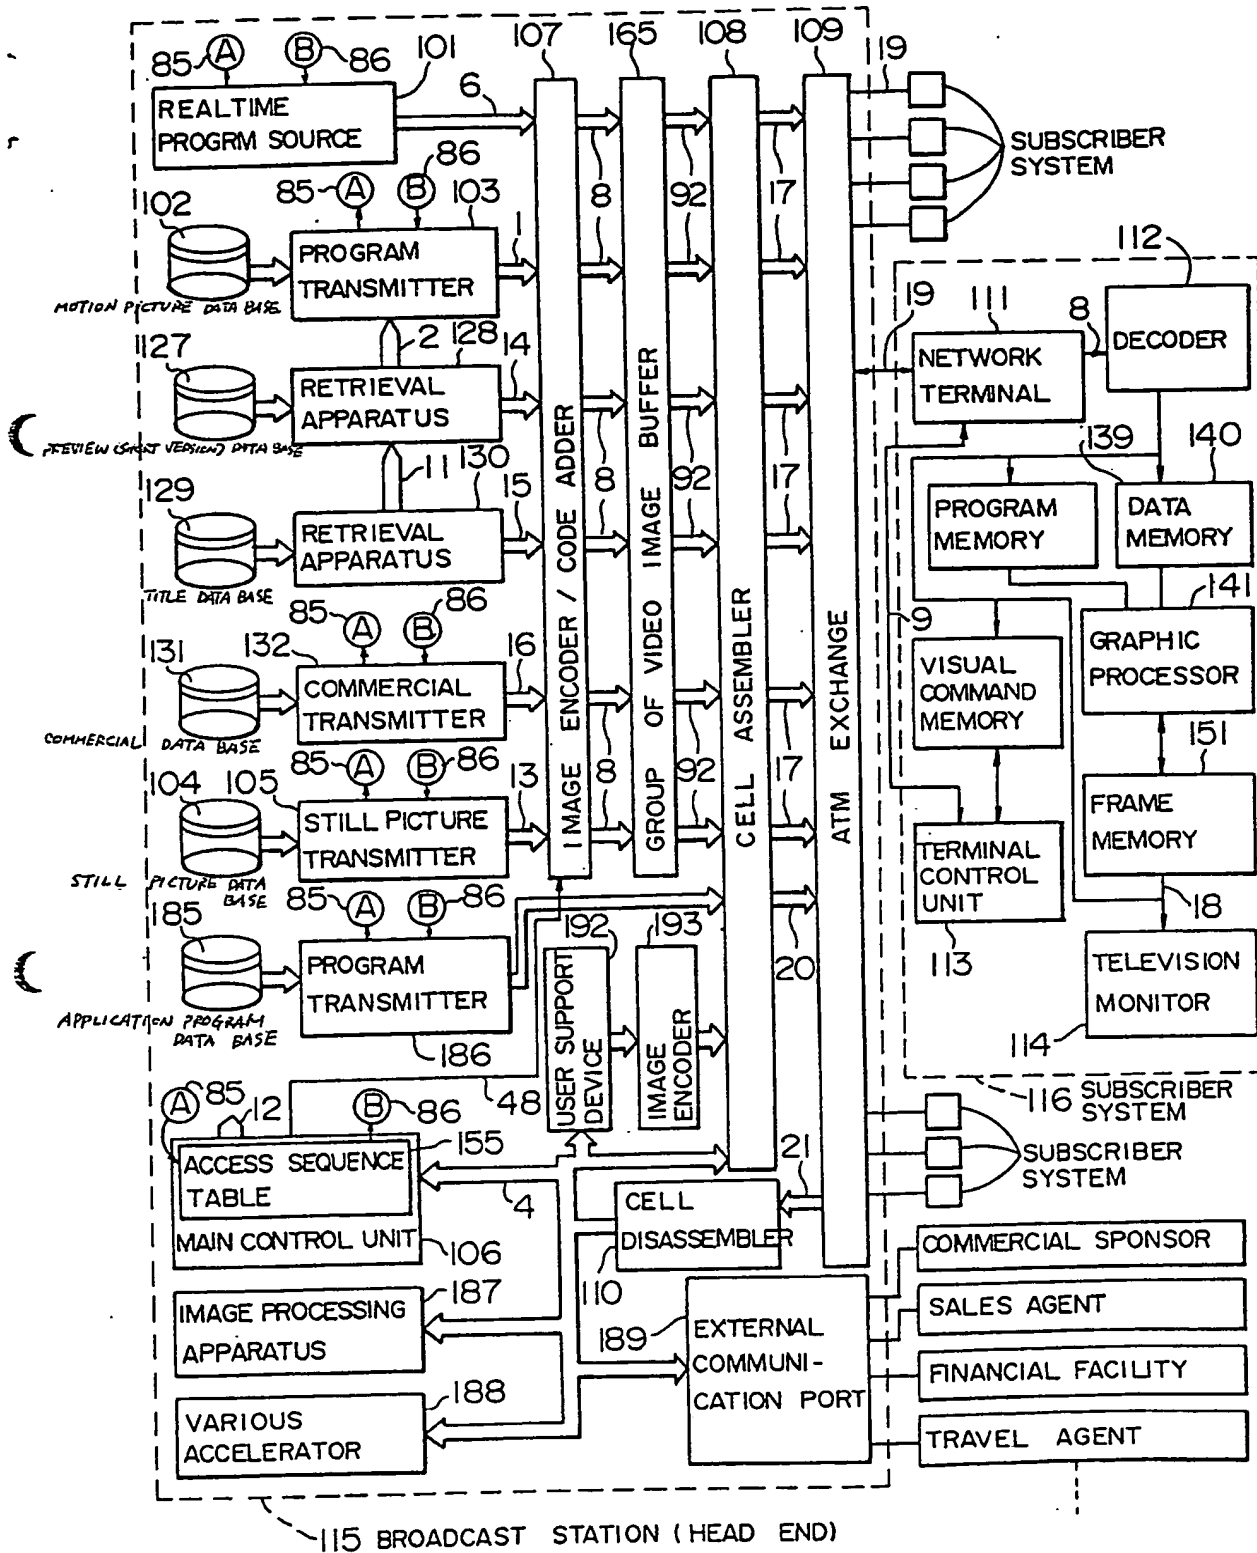 107
165
108
109
19
85
A
B
86
101
6
REALTIME
PROGRM SOURCE
SUBSCRIBER
SYSTEM
8
92
17
102
85
A
B
86
103
1
8
92
17
PROGRAM
TRANSMITTER
MOTION PICTURE DATA BASE
112
111
19
8
DECODER
NETWORK
TERMINAL
127
2
128
14
RETRIEVAL
APPARATUS
PREVIEW (SHORT VERSION) DATA BASE
11
130
8
92
17
129
15
RETRIEVAL
APPARATUS
TITLE DATA BASE
139
140
PROGRAM
MEMORY
DATA
MEMORY
141
9
GRAPHIC
PROCESSOR
VISUAL
COMMAND
MEMORY
IMAGE ENCODER / CODE ADDER
GROUP OF VIDEO IMAGE BUFFER
CELL ASSEMBLER
ATM EXCHANGE
85
A
B
86
131
132
16
COMMERCIAL
TRANSMITTER
COMMERCIAL DATA BASE
8
92
17
151
FRAME
MEMORY
85
A
B
86
104
105
13
STILL PICTURE
TRANSMITTER
STILL PICTURE DATA
BASE
TERMINAL
CONTROL
UNIT
113
18
TELEVISION
MONITOR
114
85
A
B
86
185
PROGRAM
TRANSMITTER
186
APPLICATION PROGRAM
DATA BASE
192
193
20
USER SUPPORT
DEVICE
IMAGE
ENCODER
48
116 SUBSCRIBER
SYSTEM
SUBSCRIBER
SYSTEM
A
85
12
B
86
155
ACCESS SEQUENCE
TABLE
MAIN CONTROL UNIT
106
4
21
CELL
DISASSEMBLER
110
187
IMAGE PROCESSING
APPARATUS
188
VARIOUS
ACCELERATOR
189
EXTERNAL
COMMUNI-
CATION PORT
COMMERCIAL SPONSOR
SALES AGENT
FINANCIAL FACILITY
TRAVEL AGENT
115 BROADCAST STATION (HEAD END)